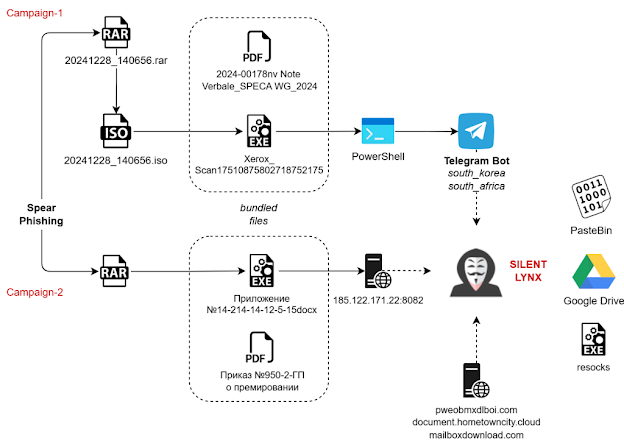 Campaign-1
RAR
20241228_140656.rar
ISO
20241228_140656.iso
Spear
Phishing
RAR
Campaign-2
PDF
2024-00178nv Note
Verbale_SPECA WG_2024
EXE
Xerox_
Scan17510875802718752175
bundled
files
EXE
Приложение
№14-214-14-12-5-15docx
PDF
Приказ №950-2-ГП
о премировании
PowerShell
Telegram Bot
south_korea
south_africa
185.122.171.22:8082
SILENT
LYNX
pweobmxdlboi.com
document.hometowncity.cloud
mailboxdownload.com
0011
1000
101
PasteBin
Google Drive
EXE
resocks